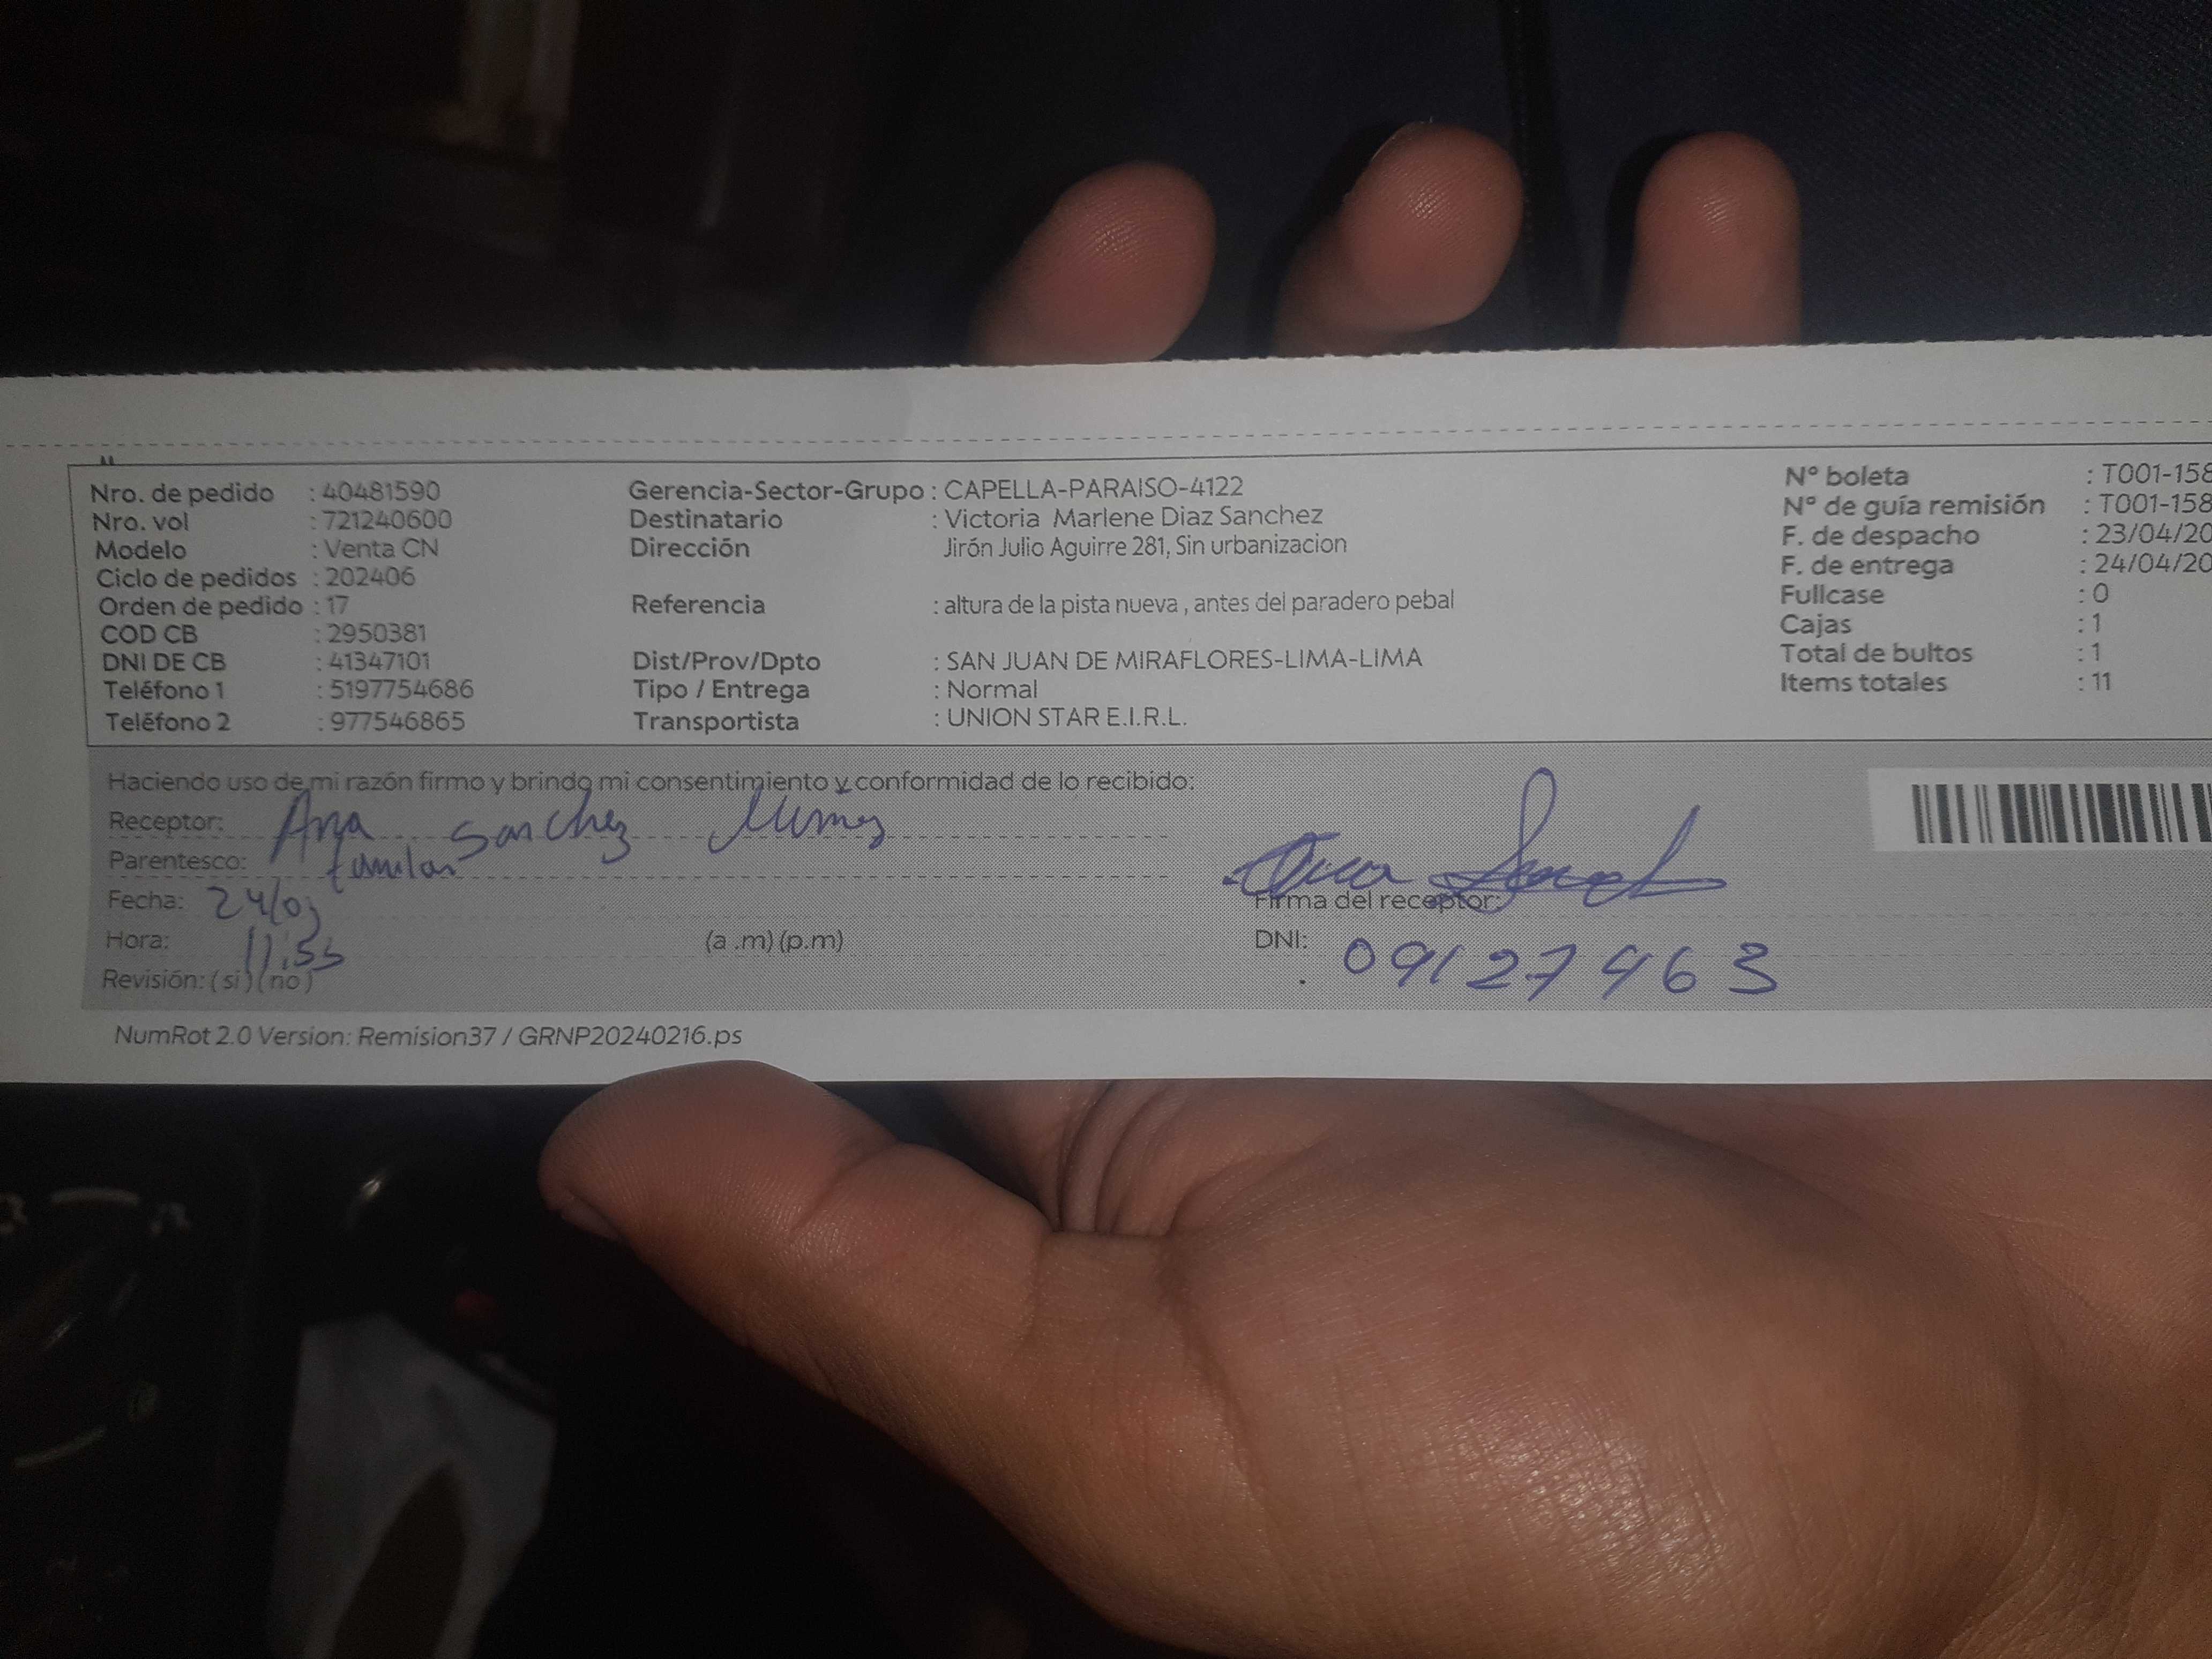 Nro. de pedido : 40481590 Gerencia-Sector-Grupo : CAPELLA-PARAISO-4122 N° boleta : T001-158
Nro. vol : 721240600 Destinatario : Victoria Marlene Diaz Sanchez N° de guía remisión : T001-158
Modelo : Venta CN Dirección Jirón Julio Aguirre 281, Sin urbanizacion F. de despacho : 23/04/20
Ciclo de pedidos : 202406 F. de entrega : 24/04/20
Orden de pedido : 17 Referencia : altura de la pista nueva , antes del paradero pebal Fullcase : 0
COD CB : 2950381 Cajas : 1
DNI DE CB : 41347101 Dist/Prov/Dpto : SAN JUAN DE MIRAFLORES-LIMA-LIMA Total de bultos : 1
Teléfono 1 : 5197754686 Tipo / Entrega : Normal Items totales : 11
Teléfono 2 : 977546865 Transportista : UNION STAR E.I.R.L.
Haciendo uso de mi razón firmo y brindo mi consentimiento y conformidad de lo recibido:
Receptor: Ana Sanchez
Parentesco: familar
Fecha: 24/03 Firma del receptor:
Hora: 11:53 (a .m) (p.m) DNI: 09127463
Revisión: (si) (no)
NumRot 2.0 Version: Remision37 / GRNP20240216.ps